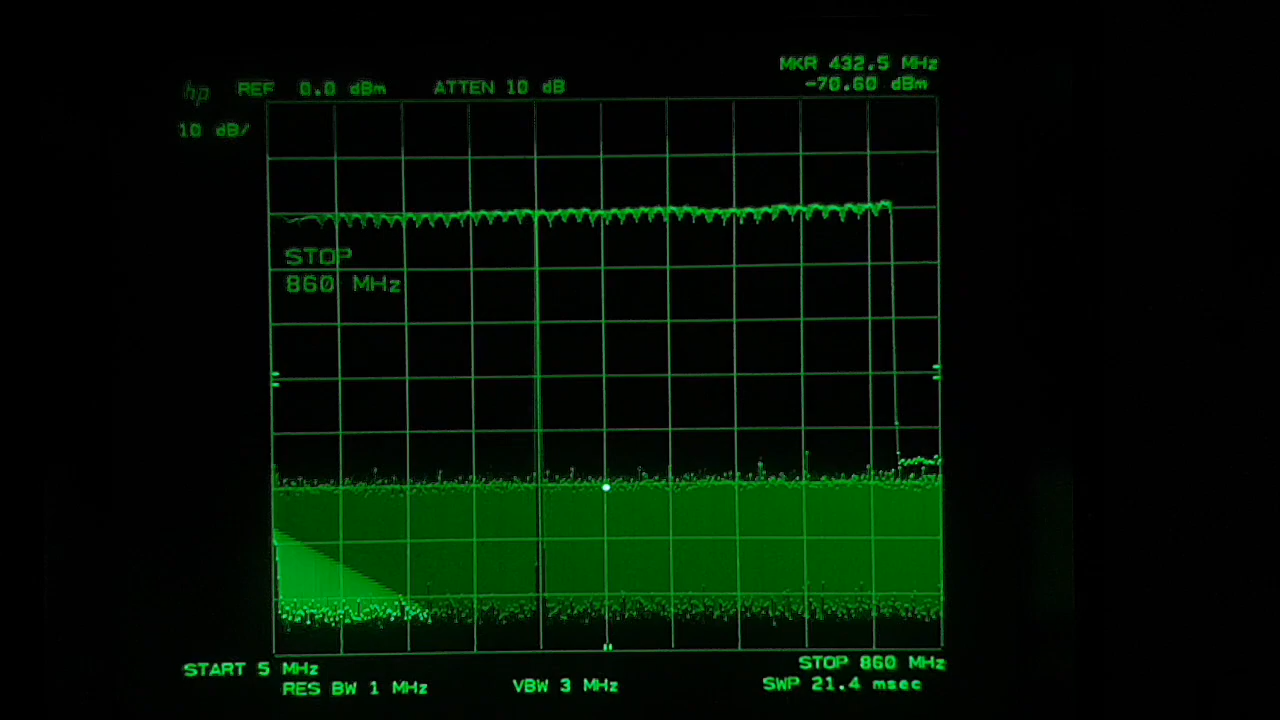 MKR 432.5 MHz
hp REF 0.0 dBm ATTEN 10 dB -70.60 dBm
10 dB/
STOP
860 MHz
START 5 MHz STOP 860 MHz
RES BW 1 MHz VBW 3 MHz SWP 21.4 msec